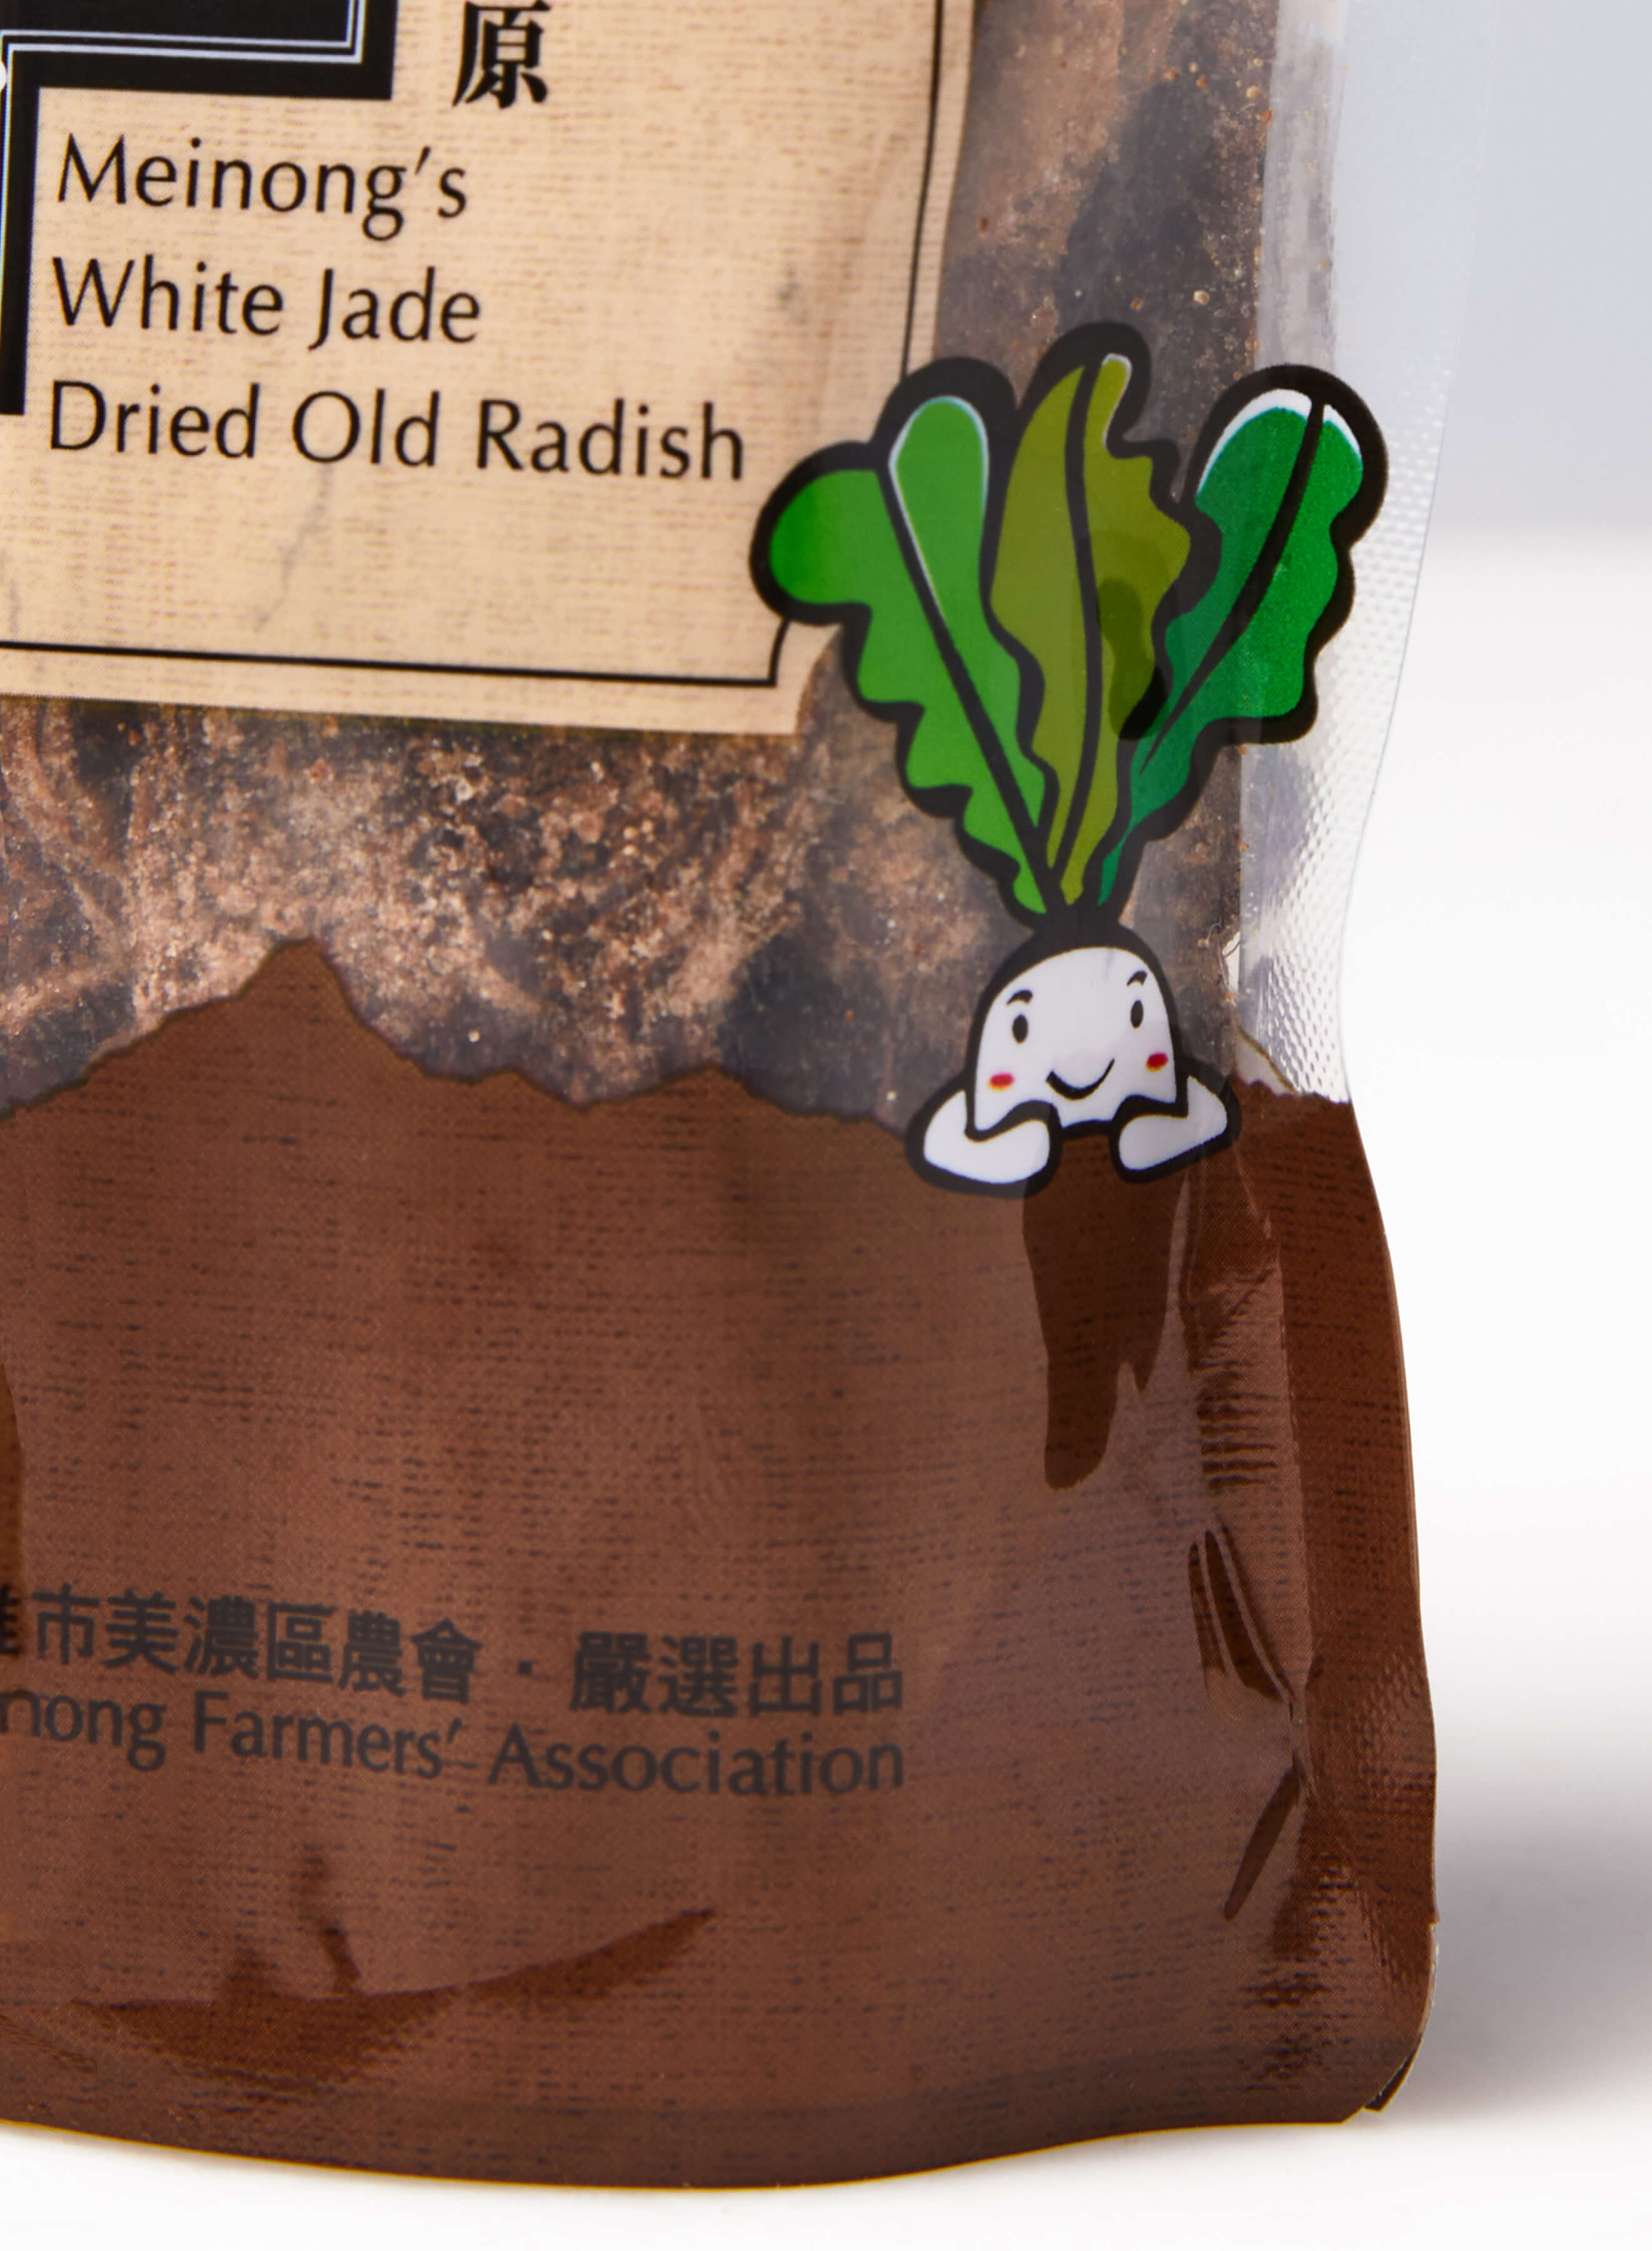 原
Meinong's
White Jade
Dried Old Radish
市美濃區農會・嚴選出品
nong Farmers' Association